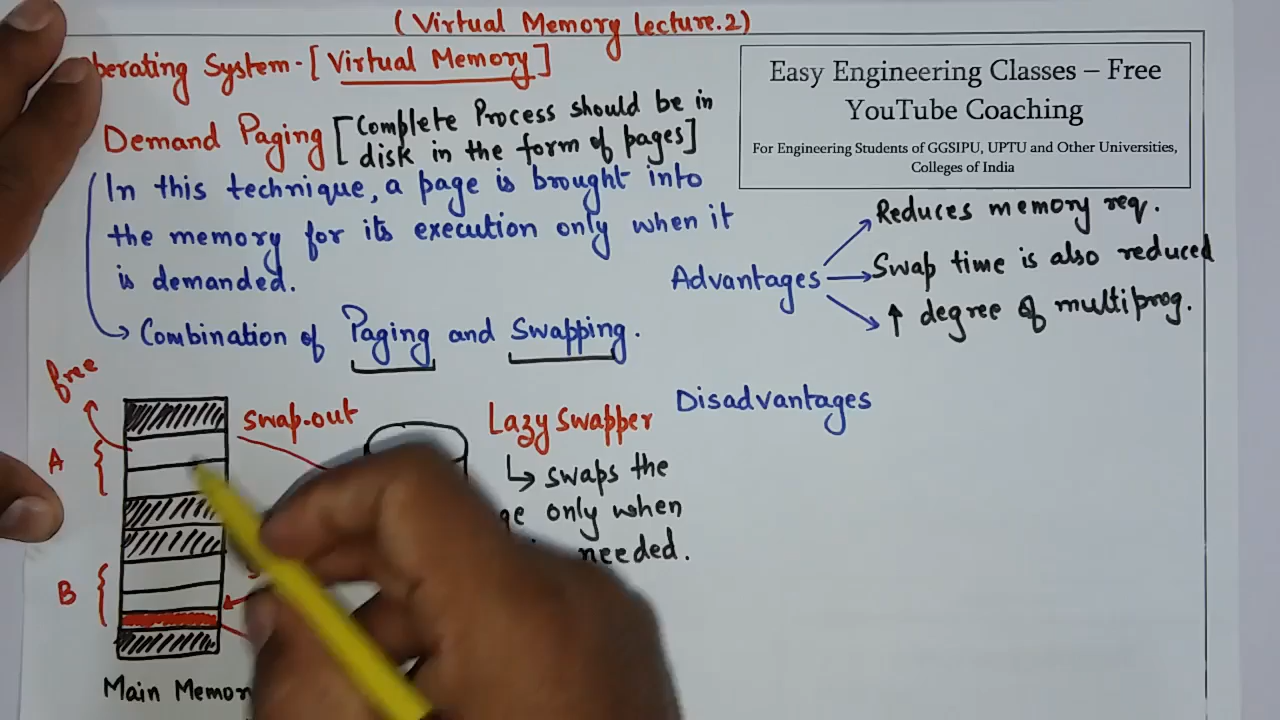 (Virtual Memory lecture.2)
perating System - [Virtual Memory]
Easy Engineering Classes – Free
YouTube Coaching
For Engineering Students of GGSIPU, UPTU and Other Universities,
Colleges of India
Demand Paging [Complete Process should be in
disk in the form of pages]
In this technique, a page is brought into
the memory for its execution only when it
is demanded.
Combination of Paging and Swapping.
Advantages
Reduces memory req.
Swap time is also reduced
↑ degree of multiprog.
Disadvantages
free
A
B
swap-out
Main Memor
Lazy Swapper
↳ swaps the
ge only when
needed.